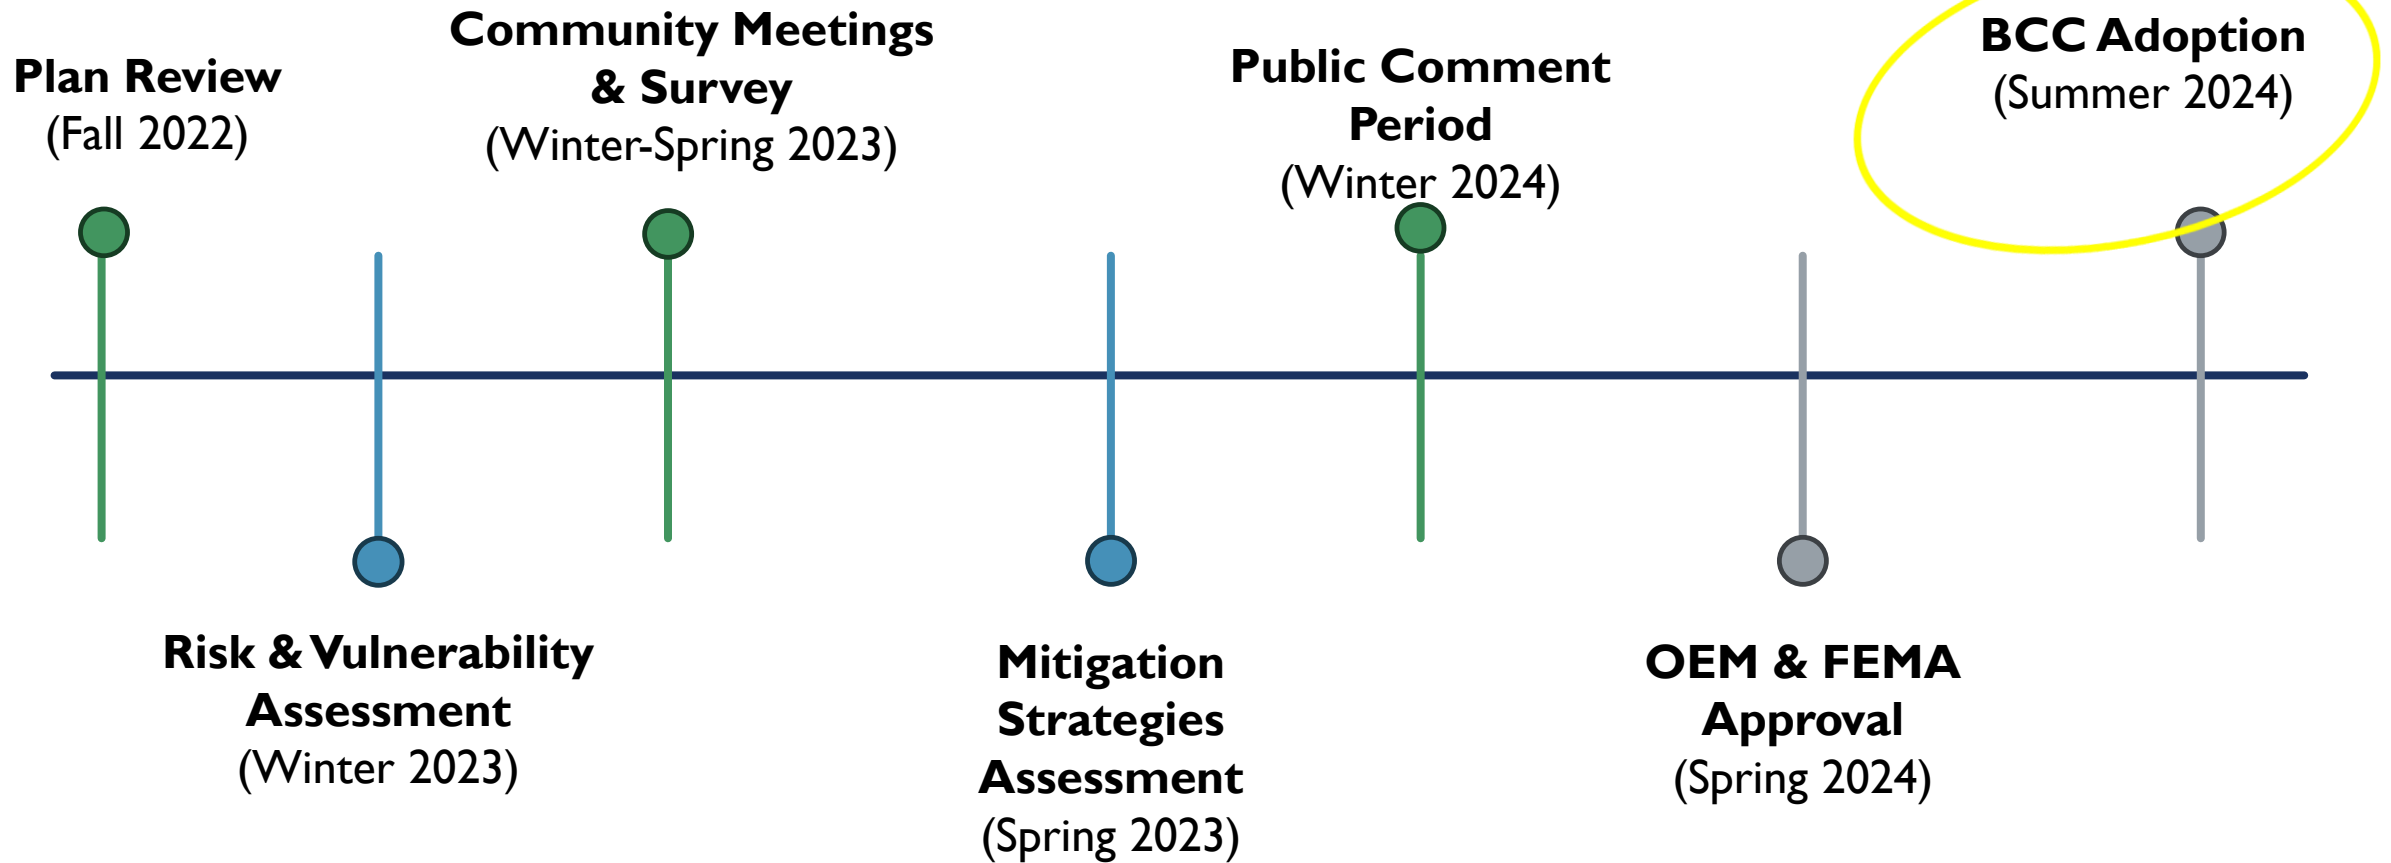 Plan Review
(Fall 2022)
Risk & Vulnerability
Assessment
(Winter 2023)
Community Meetings
& Survey
(Winter-Spring 2023)
Mitigation
Strategies
Assessment
(Spring 2023)
Public Comment
Period
(Winter 2024)
OEM & FEMA
Approval
(Spring 2024)
BCC Adoption
(Summer 2024)